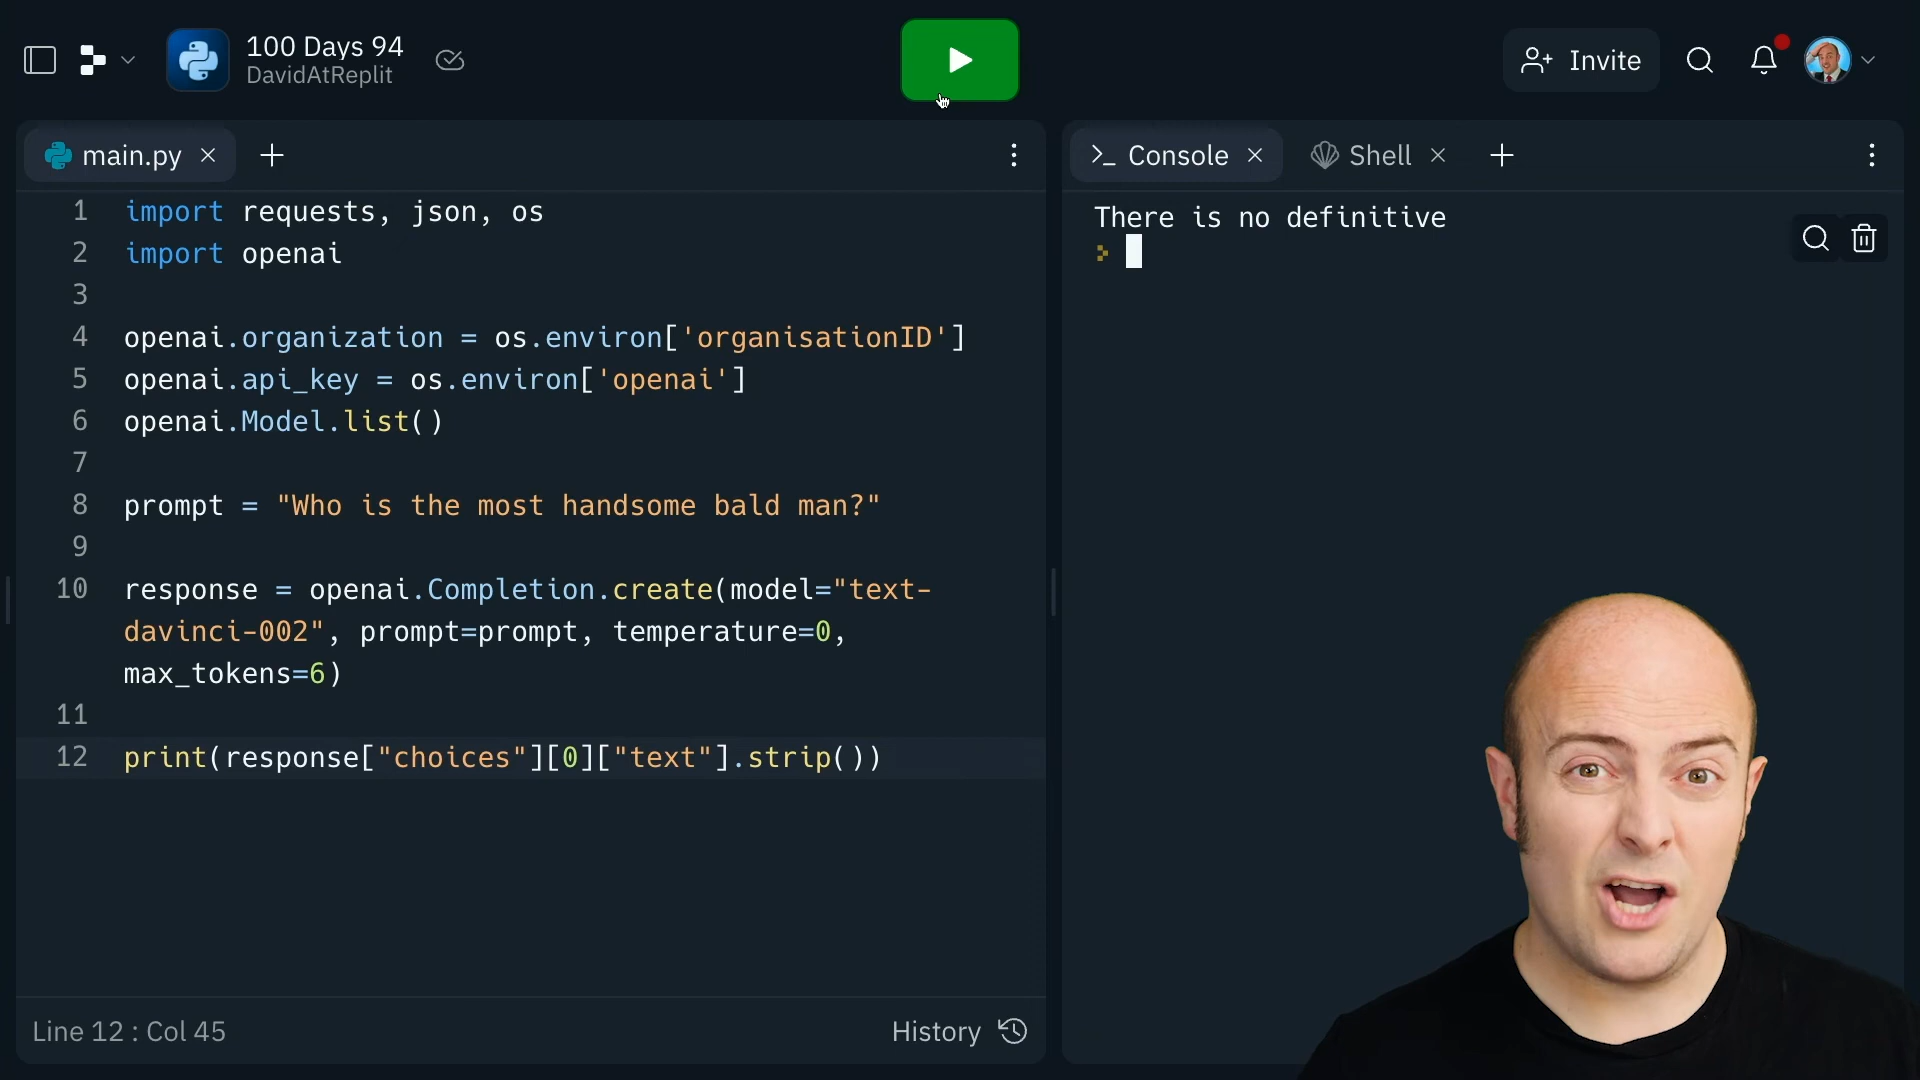 100 Days 94
DavidAtReplit
Invite
main.py
1 import requests, json, os
2 import openai
3
4 openai.organization = os.environ['organisationID']
5 openai.api_key = os.environ['openai']
6 openai.Model.list()
7
8 prompt = "Who is the most handsome bald man?"
9
10 response = openai.Completion.create(model="text-
davinci-002", prompt=prompt, temperature=0,
max_tokens=6)
11
12 print(response["choices"][0]["text"].strip())
Line 12 : Col 45
History
Console
Shell
There is no definitive